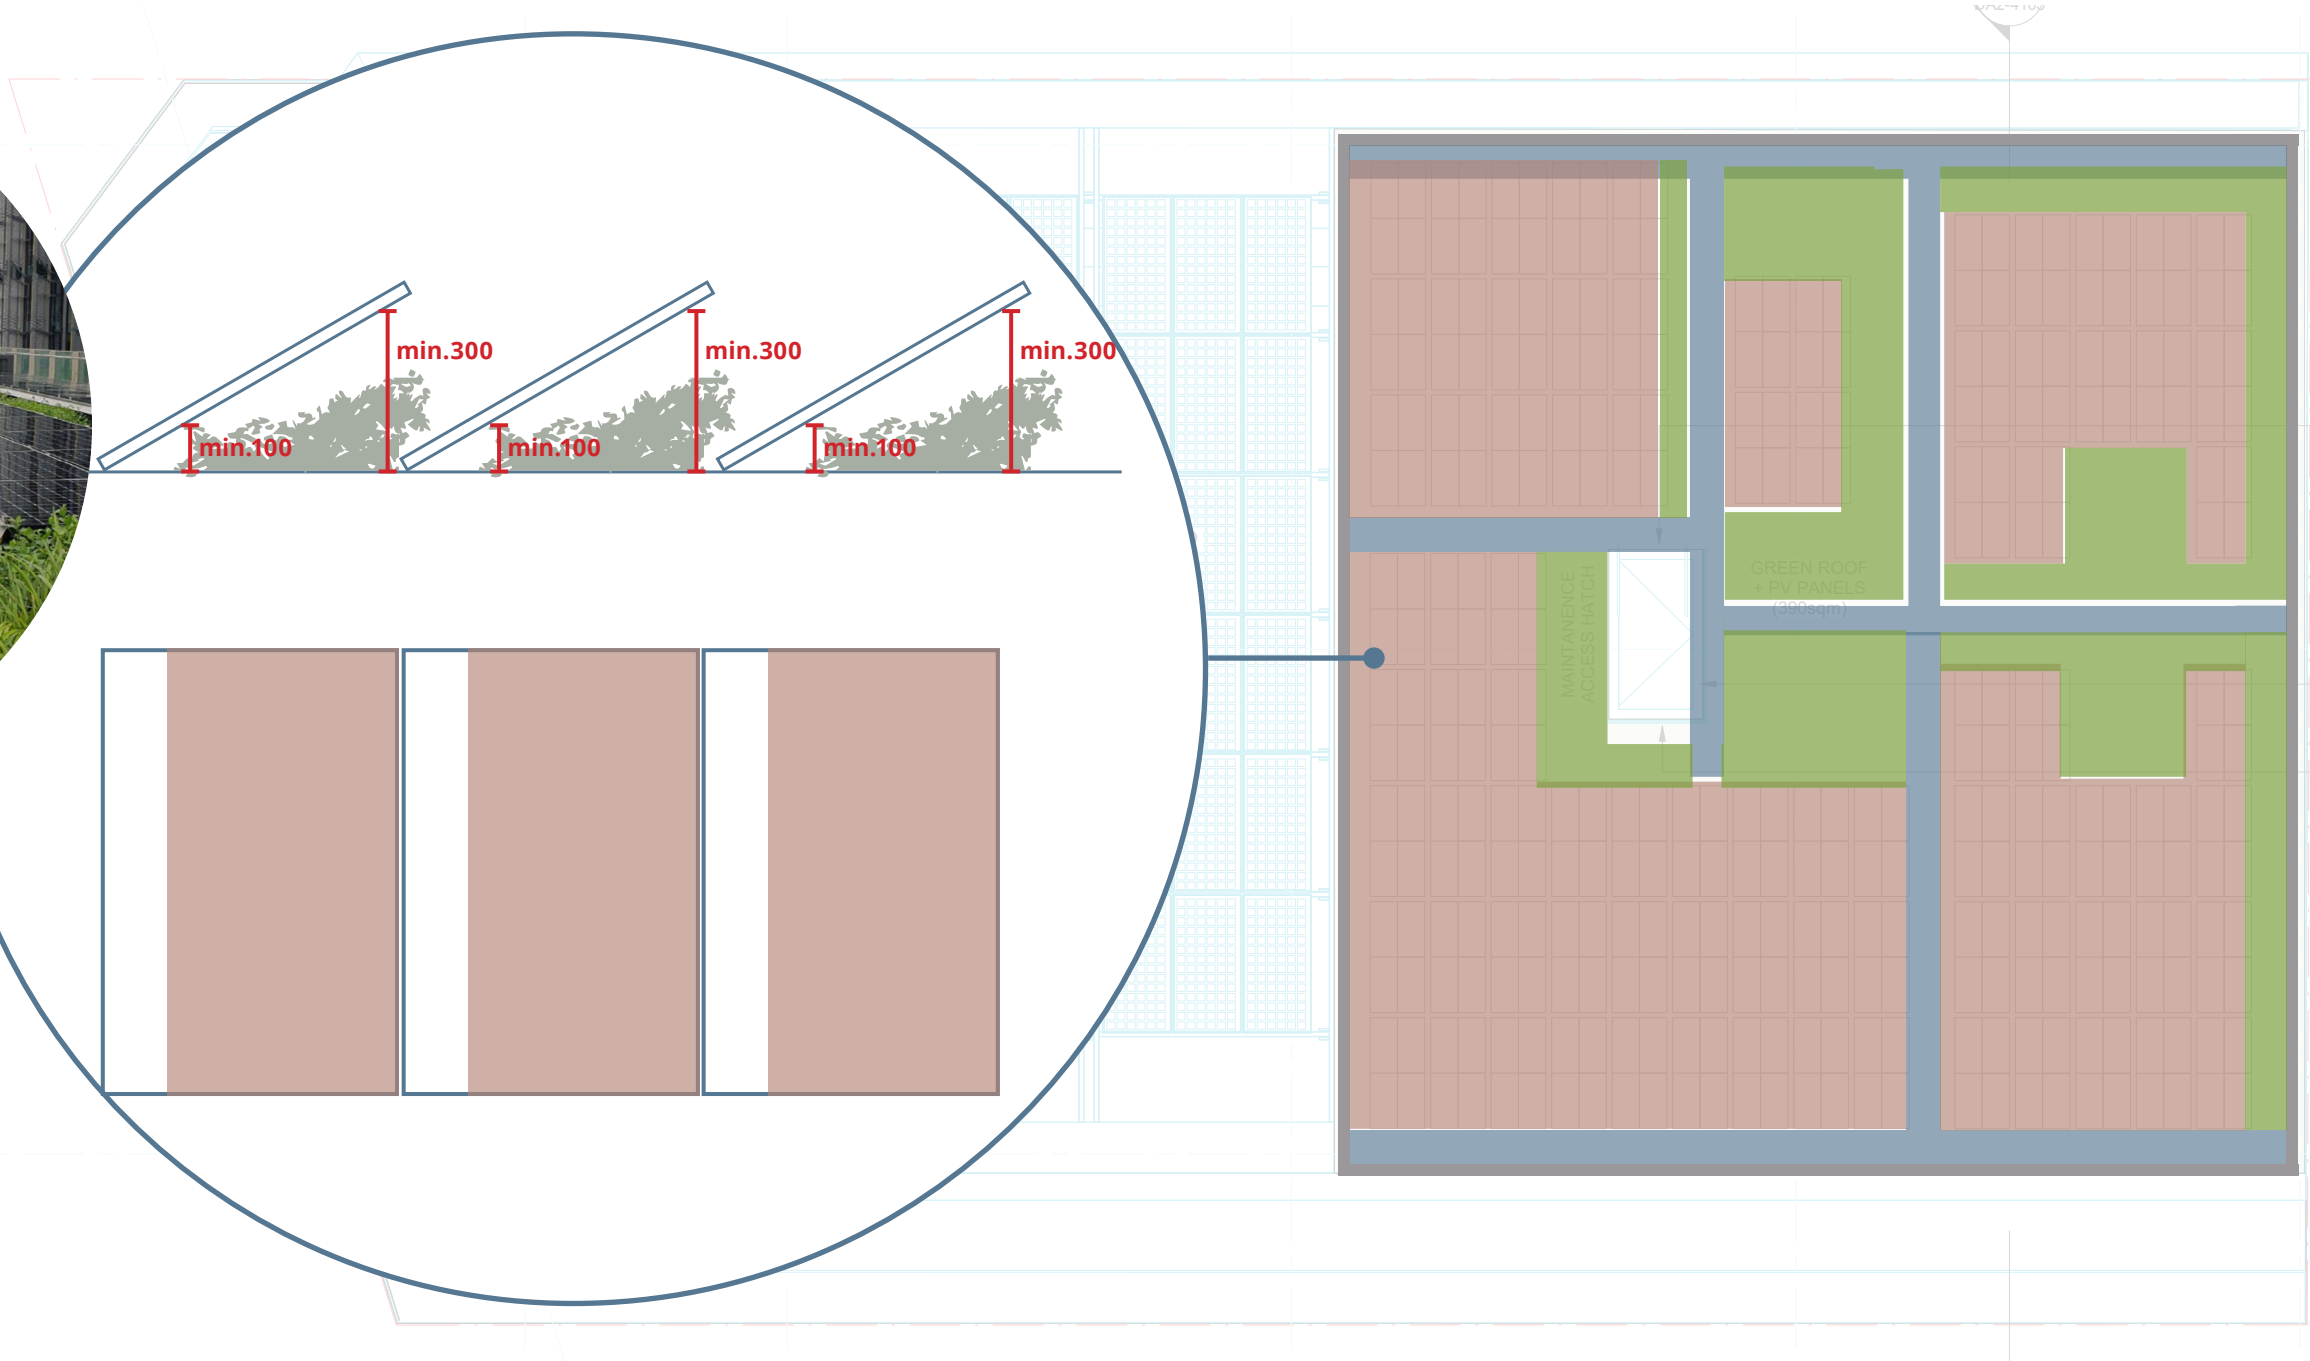 min.300
min.300
min.300
min.100
min.100
min.100
MAINTANENCE
ACCESS HATCH
GREEN ROOF
+ PV PANELS
(390sqm)